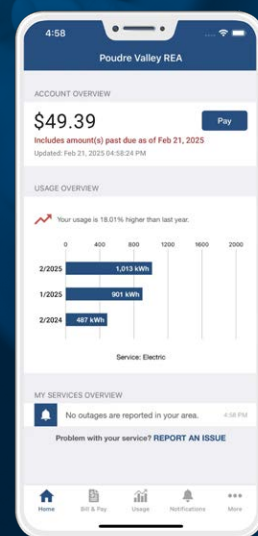 4:58
Poudre Valley REA
ACCOUNT OVERVIEW
$49.39
Pay
Includes amount(s) past due as of Feb 21, 2025
Updated: Feb 21, 2025 04:58:24 PM
USAGE OVERVIEW
Your usage is 18.01% higher than last year.
0 400 800 1200 1600 2000
2/2025 1,013 kWh
1/2025 901 kWh
2/2024 487 kWh
Service: Electric
MY SERVICES OVERVIEW
No outages are reported in your area. 4:58 PM
Problem with your service? REPORT AN ISSUE
Home Bill & Pay Usage Notifications More